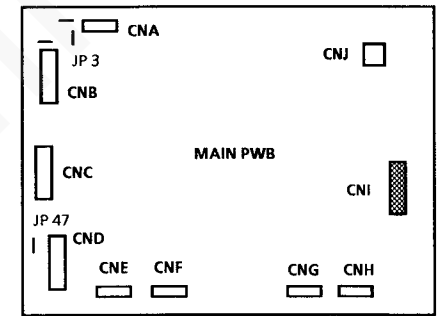 CNA
JP 3
CNJ
CNB
MAIN PWB
CNC
CNI
JP 47
CND
CNE CNF CNG CNH